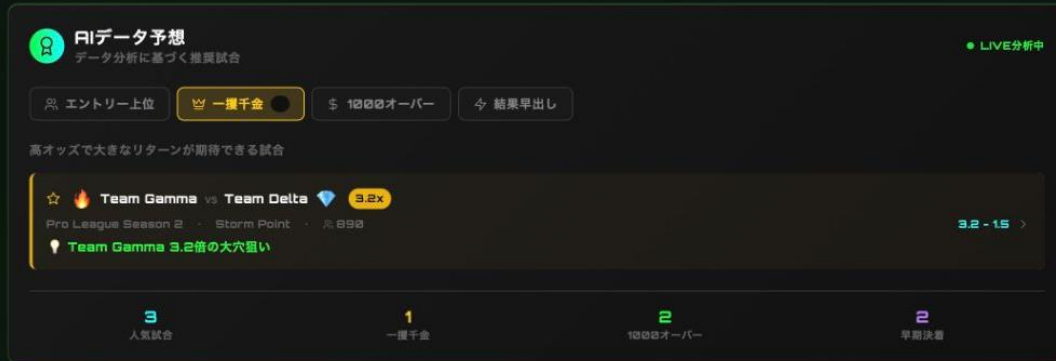 AIデータ予想
データ分析に基づく推奨試合
LIVE分析中
エントリー上位
一攫千金
$ 1000オーバー
結果早出し
高オッズで大きなリターンが期待できる試合
Team Gamma vs Team Delta 3.2x
Pro League Season 2 · Storm Point · 890
3.2 - 1.5
Team Gamma 3.2倍の大穴狙い
3 1 2 2
人気試合 一攫千金 1000オーバー 早期決着